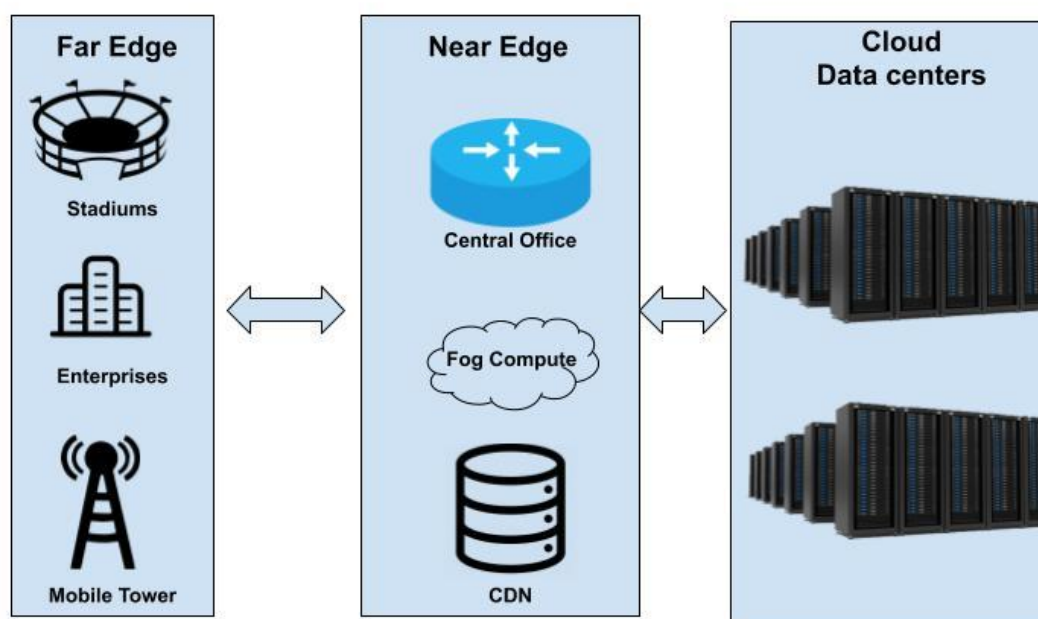 Far Edge
Stadiums
Enterprises
Mobile Tower
Near Edge
Central Office
Fog Compute
CDN
Cloud
Data centers